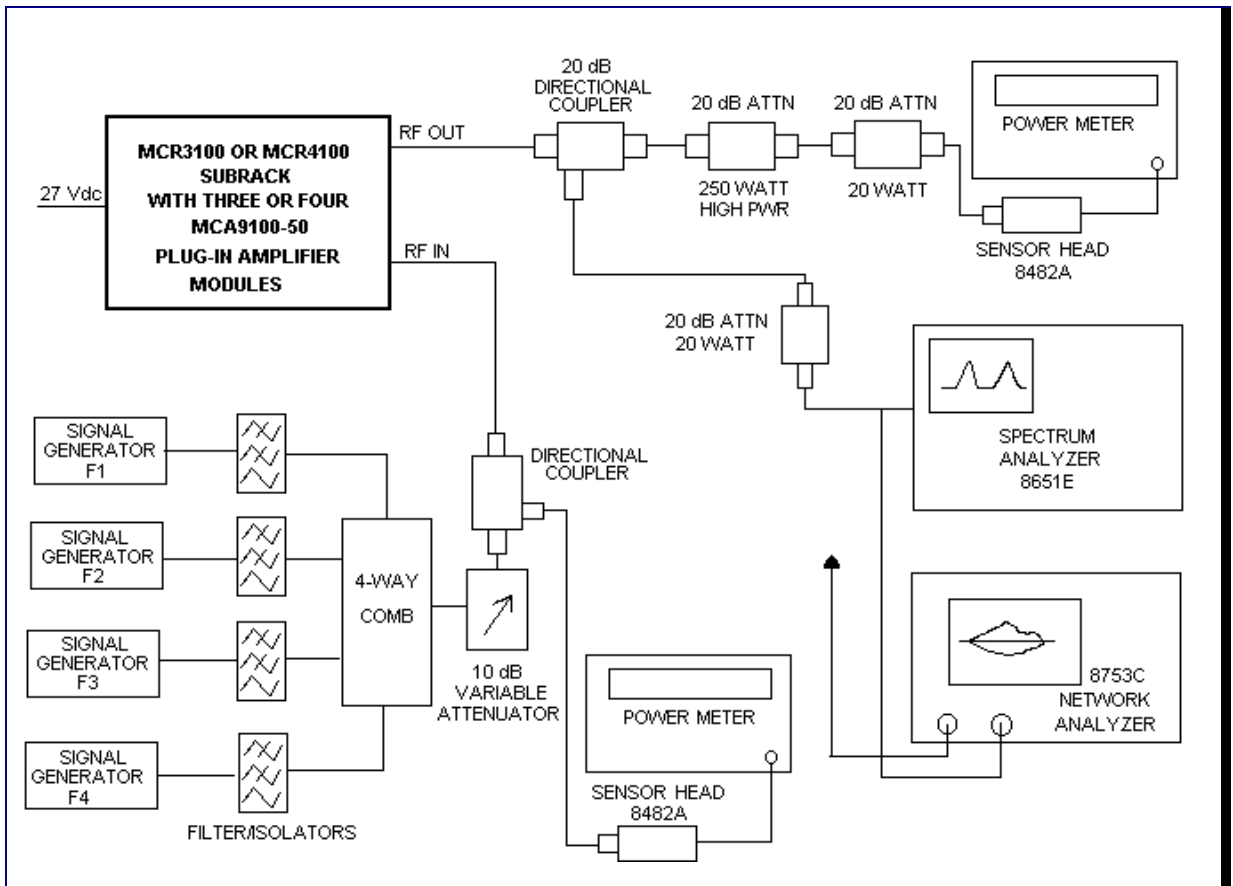 20 dB
DIRECTIONAL
COUPLER
20 dB ATTN
20 dB ATTN
POWER METER
RF OUT
MCR3100 OR MCR4100
SUBRACK
WITH THREE OR FOUR
MCA9100-50
PLUG-IN AMPLIFIER
MODULES
27 Vdc
250 WATT
HIGH PWR
20 WATT
SENSOR HEAD
8482A
RF IN
20 dB ATTN
20 WATT
SPECTRUM
ANALYZER
8651E
SIGNAL
GENERATOR
F1
DIRECTIONAL
COUPLER
SIGNAL
GENERATOR
F2
4-WAY
COMB
SIGNAL
GENERATOR
F3
10 dB
VARIABLE
ATTENUATOR
POWER METER
8753C
NETWORK
ANALYZER
SIGNAL
GENERATOR
F4
SENSOR HEAD
8482A
FILTER/ISOLATORS